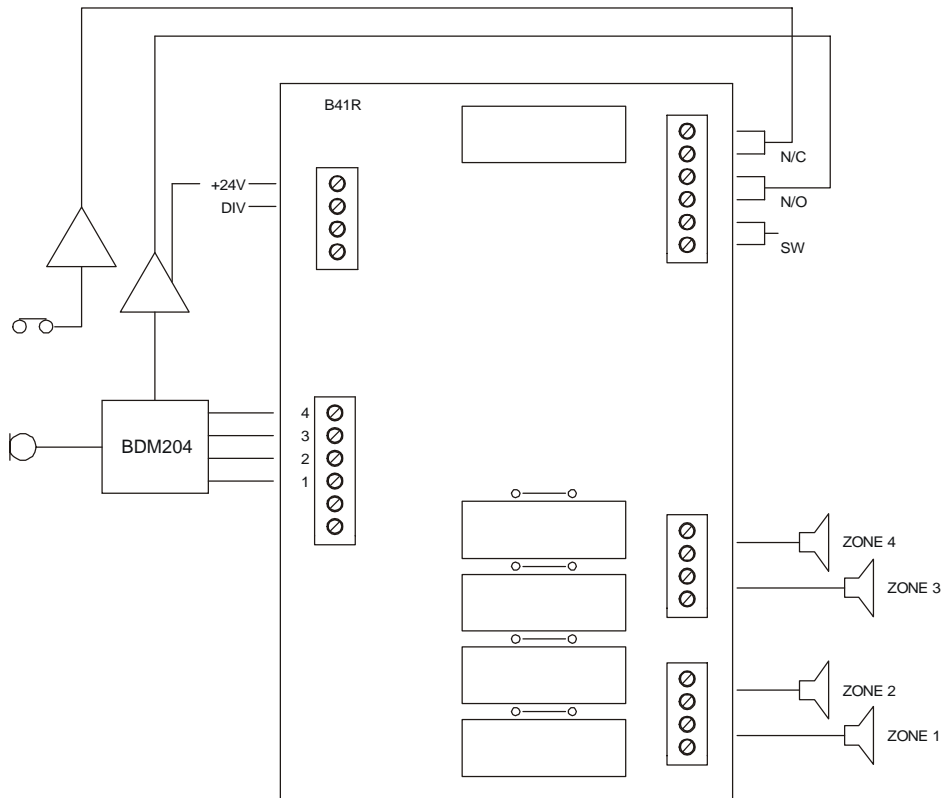 B41R
N/C
+24V
N/O
DIV
SW
4
3
BDM204
2
1
ZONE 4
ZONE 3
ZONE 2
ZONE 1